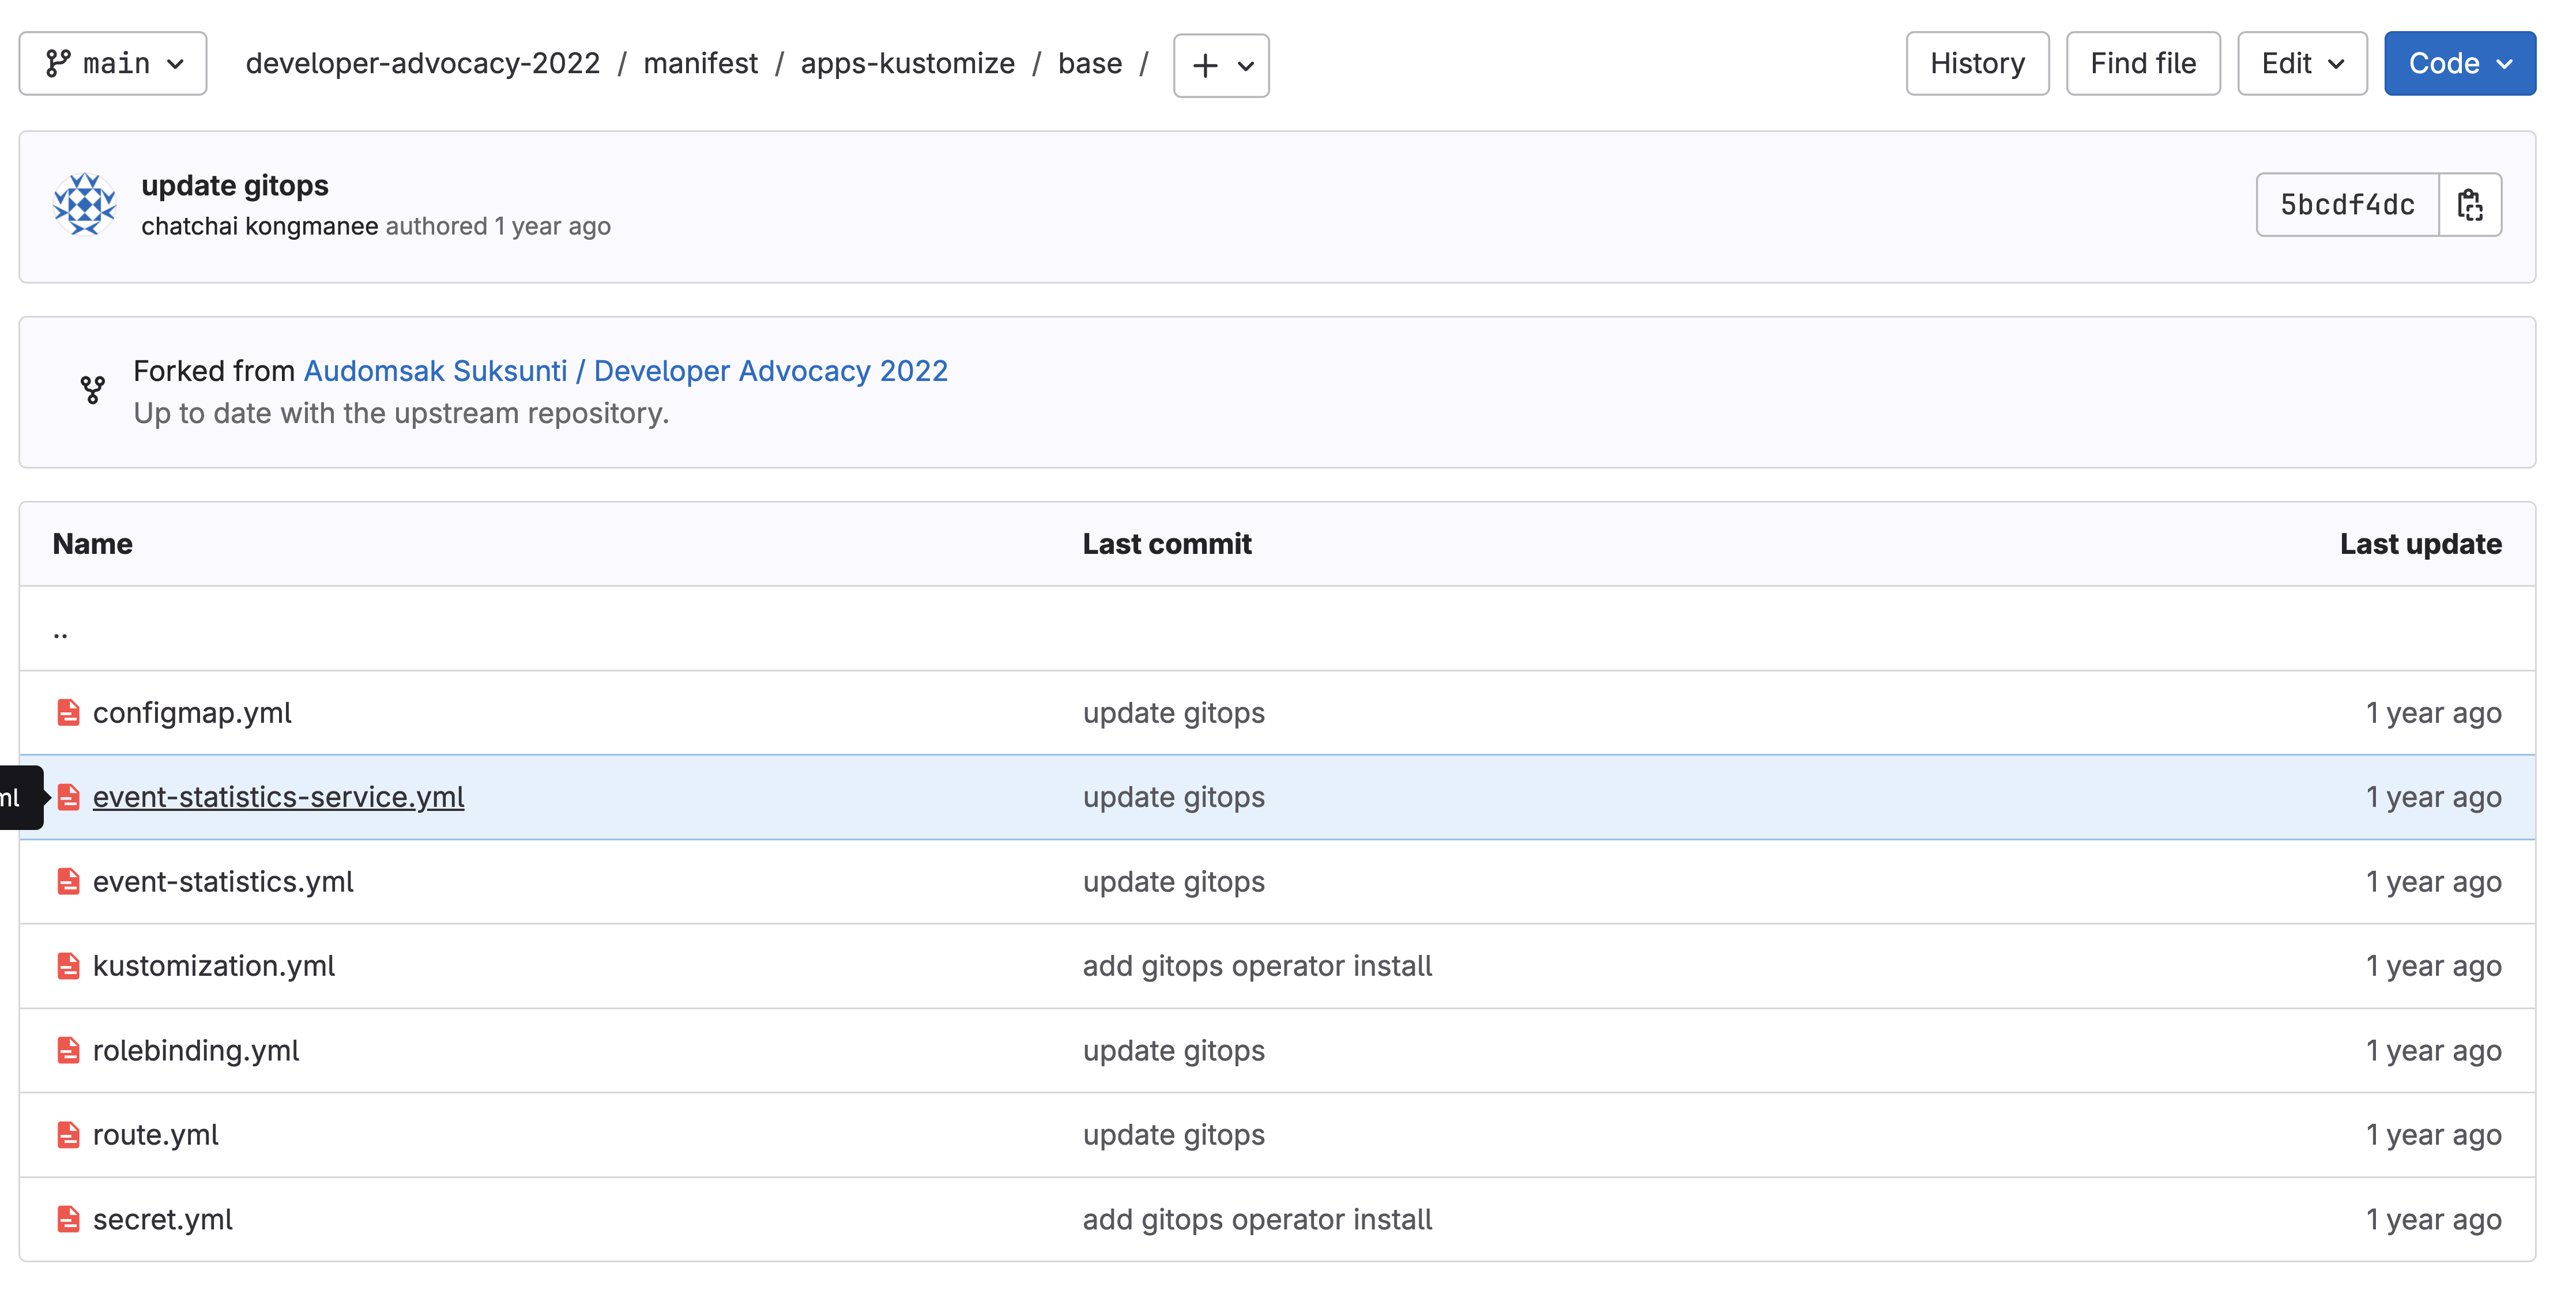 main developer-advocacy-2022 / manifest / apps-kustomize / base / + History Find file Edit Code
update gitops
chatchai kongmanee authored 1 year ago
5bcdf4dc
Forked from Audomsak Suksunti / Developer Advocacy 2022
Up to date with the upstream repository.
Name Last commit Last update
..
configmap.yml update gitops 1 year ago
ml event-statistics-service.yml update gitops 1 year ago
event-statistics.yml update gitops 1 year ago
kustomization.yml add gitops operator install 1 year ago
rolebinding.yml update gitops 1 year ago
route.yml update gitops 1 year ago
secret.yml add gitops operator install 1 year ago